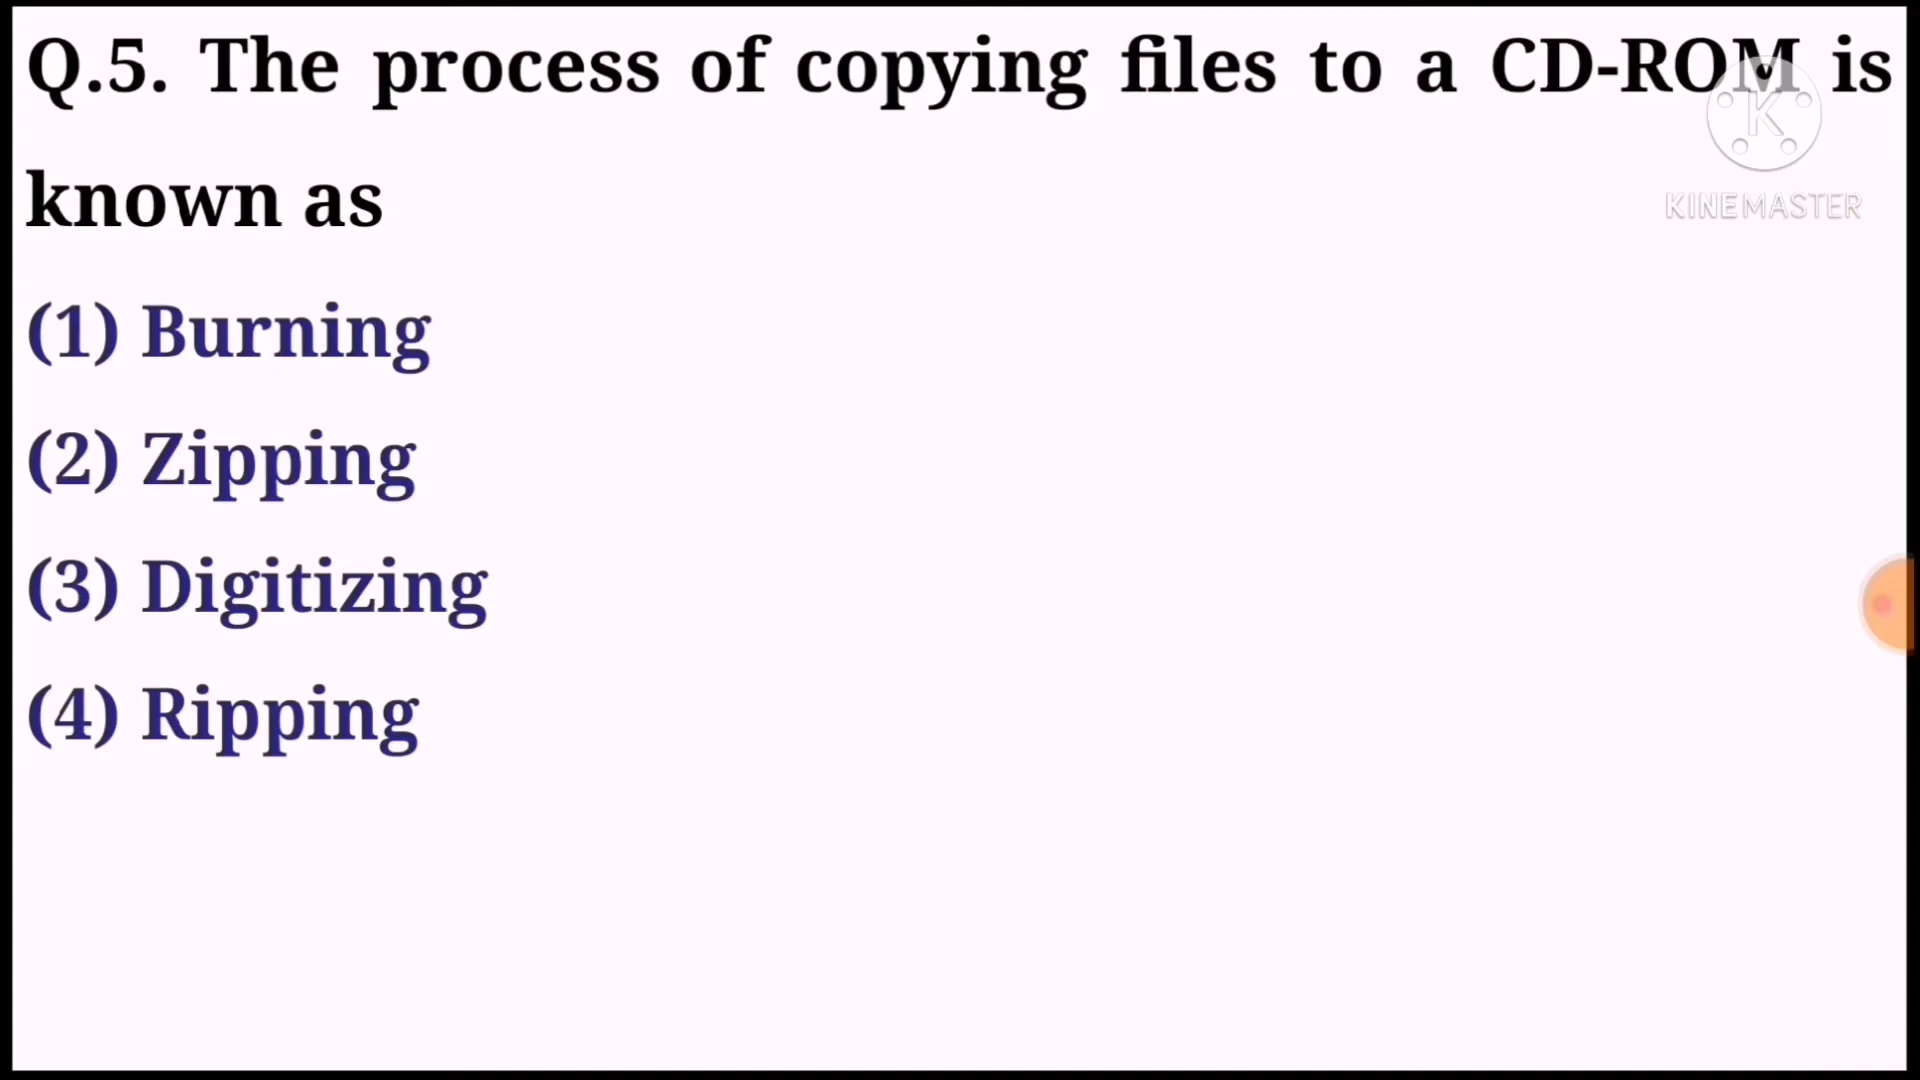 Q.5. The process of copying files to a CD-ROM is
known as
(1) Burning
(2) Zipping
(3) Digitizing
(4) Ripping
K
KINEMASTER